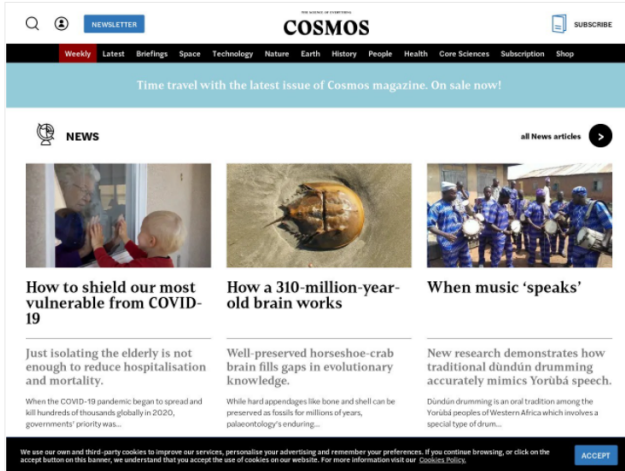 THE SCIENCE OF EVERYTHING
COSMOS
NEWSLETTER
SUBSCRIBE
Weekly Latest Briefings Space Technology Nature Earth History People Health Core Sciences Subscription Shop
Time travel with the latest issue of Cosmos magazine. On sale now!
NEWS
all News articles
How to shield our most
vulnerable from COVID-
19
Just isolating the elderly is not
enough to reduce hospitalisation
and mortality.
When the COVID-19 pandemic began to spread and
kill hundreds of thousands globally in 2020,
governments' priority was...
How a 310-million-year-
old brain works
Well-preserved horseshoe-crab
brain fills gaps in evolutionary
knowledge.
While hard appendages like bone and shell can be
preserved as fossils for millions of years,
palaeontology's enduring...
When music ‘speaks’
New research demonstrates how
traditional dùndún drumming
accurately mimics Yorùbá speech.
Dùndún drumming is an oral tradition among the
Yorùbá peoples of Western Africa which involves a
special type of drum...
We use our own and third-party cookies to improve our services, personalise your advertising and remember your preferences. If you continue browsing, or click on the
accept button on this banner, we understand that you accept the use of cookies on our website. For more information visit our Cookies Policy.
ACCEPT